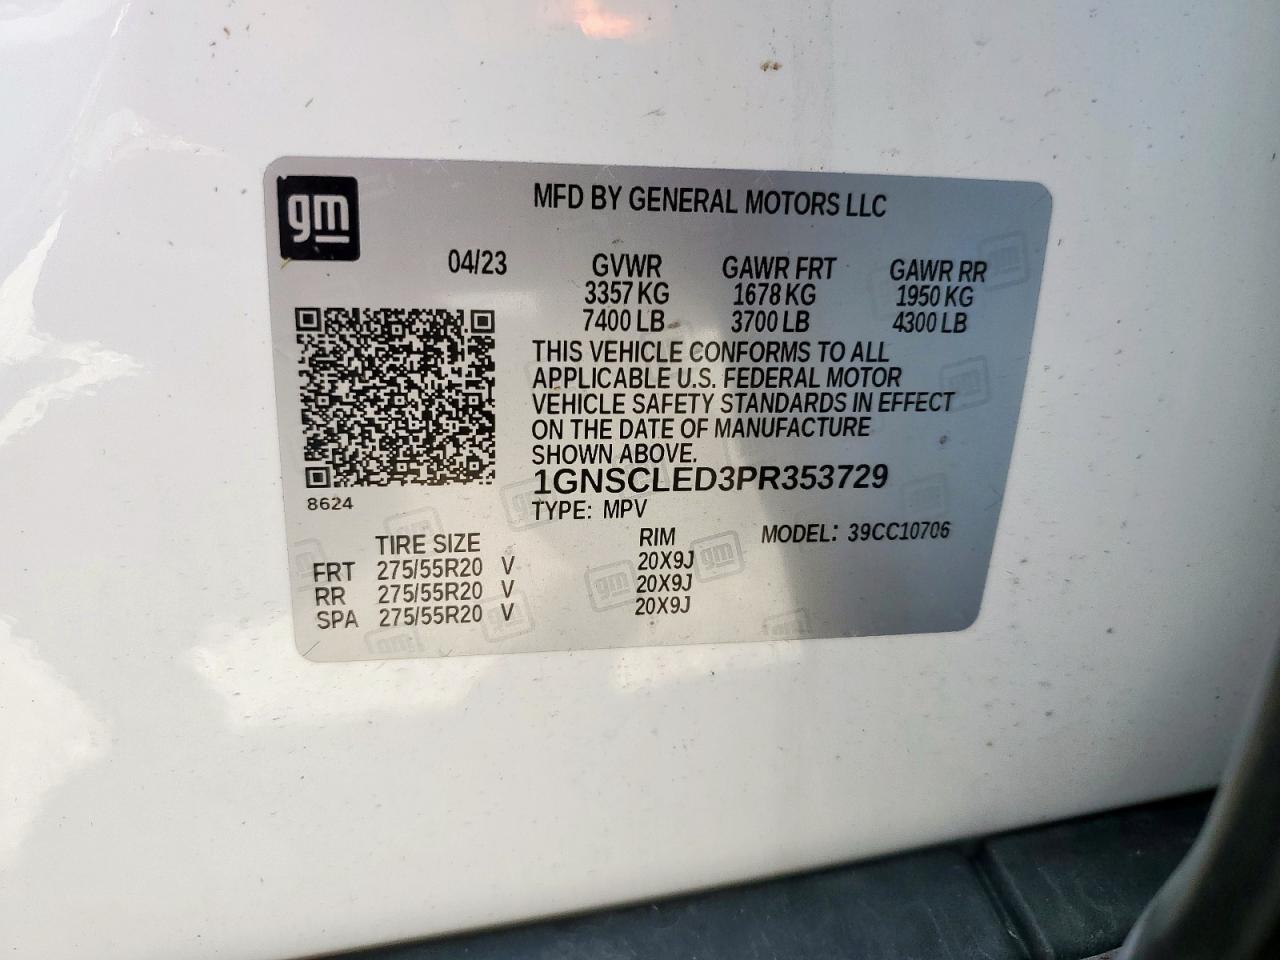 gm
MFD BY GENERAL MOTORS LLC
04/23 GVWR GAWR FRT GAWR RR
3357 KG 1678 KG 1950 KG
7400 LB 3700 LB 4300 LB
THIS VEHICLE CONFORMS TO ALL
APPLICABLE U.S. FEDERAL MOTOR
VEHICLE SAFETY STANDARDS IN EFFECT
ON THE DATE OF MANUFACTURE
SHOWN ABOVE.
1GNSCLED3PR353729
8624
TYPE: MPV
MODEL: 39CC10706
TIRE SIZE RIM
FRT 275/55R20 V 20X9J
RR 275/55R20 V 20X9J
SPA 275/55R20 V 20X9J